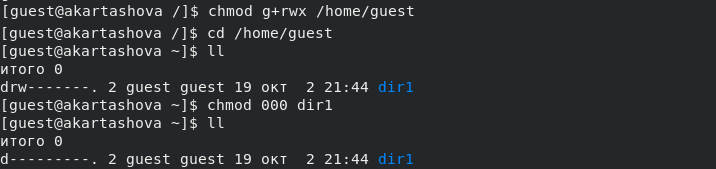 [guest@akartashova /]$ chmod g+rwx /home/guest
[guest@akartashova /]$ cd /home/guest
[guest@akartashova ~]$ ll
итого 0
drw-------. 2 guest guest 19 окт  2 21:44 dir1
[guest@akartashova ~]$ chmod 000 dir1
[guest@akartashova ~]$ ll
итого 0
d---------. 2 guest guest 19 окт  2 21:44 dir1